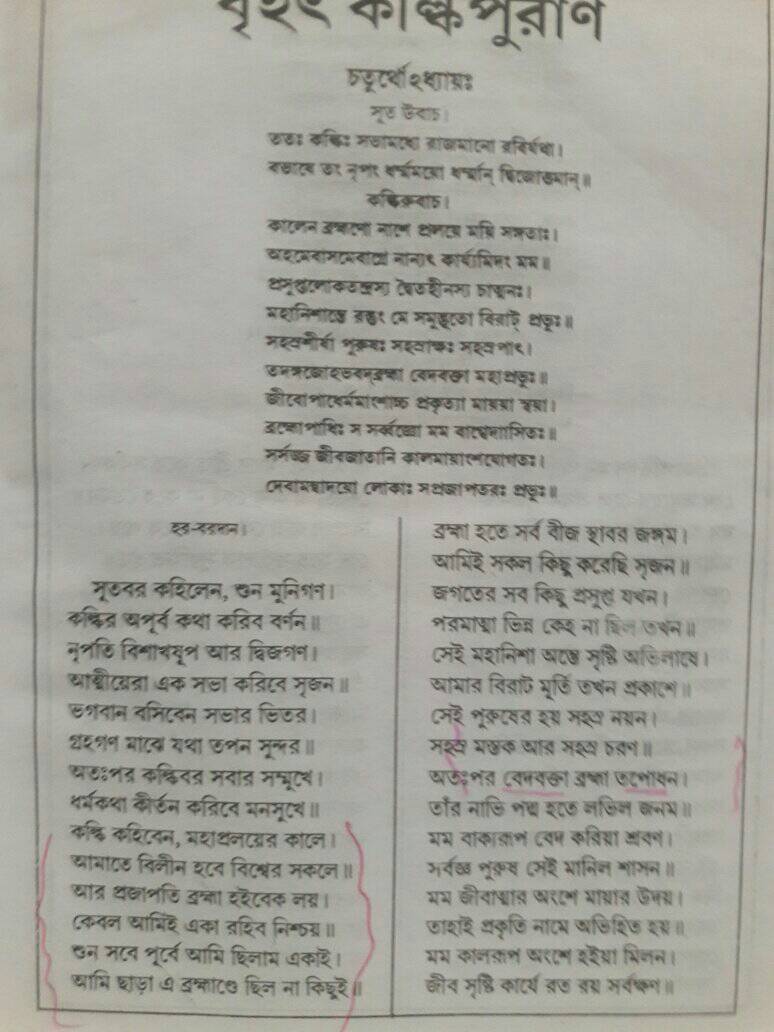 বৃহৎ কল্কিপুরাণ
চতুর্থোঽধ্যায়ঃ
সূত উবাচ।
ততঃ কল্কিঃ সভামধ্যে রাজমানো রবির্যথা।
বভাষে তং নৃপং ধর্ম্মময়ো ধর্ম্মান্ দ্বিজোত্তমান্॥
কল্কিরুবাচ।
কালেন ব্রহ্মণো নাশে প্রলয়ে ময়ি সঙ্গতাঃ।
অহমেবাসমেবাগ্রে নান্যৎ কার্য্যমিদং মম॥
প্রসুপ্তলোকতন্ত্রস্য দ্বৈতহীনস্য চাত্মনঃ।
মহানিশান্তে রন্তুং মে সমুদ্ভূতো বিরাট্ প্রভুঃ॥
সহস্রশীর্ষা পুরুষঃ সহস্রাক্ষঃ সহস্রপাৎ।
তদঙ্গজোঽভবদ্ব্রহ্মা বেদবক্ত্রো মহাপ্রভুঃ॥
জীবোপাধের্মমাংশাচ্চ প্রকৃত্যা মায়য়া স্বয়া।
ব্রহ্মোপাধিঃ স সর্ব্বজ্ঞো মম বাগ্বেদশাসিতঃ॥
সসর্জ্জ জীবজাতানি কালমায়াংশযোগতঃ।
দেবা মন্বাদয়ো লোকাঃ সপ্রজাপতয়ঃ প্রভুঃ॥
সূতবর কহিলেন, শুন মুনিগণ।
কল্কির অপূর্ব কথা করিব বর্ণন॥
নৃপতি বিশাখযূপ আর দ্বিজগণ।
আত্মীয়েরা এক সভা করিবে সৃজন॥
ভগবান বসিবেন সভার ভিতর।
গ্রহগণ মাঝে যথা তপন সুন্দর॥
অতঃপর কল্কিবর সবার সম্মুখে।
ধর্মকথা কীর্তন করিবে মনসুখে॥
কল্কি কহিবেন, মহাপ্রলয়ের কালে।
আমাতে বিলীন হবে বিশ্বের সকলে॥
আর প্রজাপতি ব্রহ্মা হইবেক লয়।
কেবল আমিই একা রহিব নিশ্চয়॥
শুন সবে পূর্বে আমি ছিলাম একাই।
আমি ছাড়া এ ব্রহ্মাণ্ডে ছিল না কিছুই॥
ব্রহ্মা হতে সর্ব বীজ স্থাবর জঙ্গম।
আমিই সকল কিছু করেছি সৃজন॥
জগতের সব কিছু প্রসুপ্ত যখন।
পরমাত্মা ভিন্ন কেহ না ছিল তখন॥
সেই মহানিশা অন্তে সৃষ্টি অভিলাষে।
আমার বিরাট মূর্তি তখন প্রকাশে॥
সেই পুরুষের হয় সহস্র নয়ন।
সহস্র মস্তক আর সহস্র চরণ॥
অতঃপর বেদবক্তা ব্রহ্মা তপোধন।
তাঁর নাভি পদ্ম হতে লভিল জনম॥
মম বাক্যরূপ বেদ করিয়া শ্রবণ।
সর্বজ্ঞ পুরুষ সেই মানিল শাসন॥
মম জীবাত্মার অংশে মায়ার উদয়।
তাহাই প্রকৃতি নামে অভিহিত হয়॥
মম কালরূপ অংশে হইয়া মিলন।
জীব সৃষ্টি কার্যে রত রয় সর্বক্ষণ॥